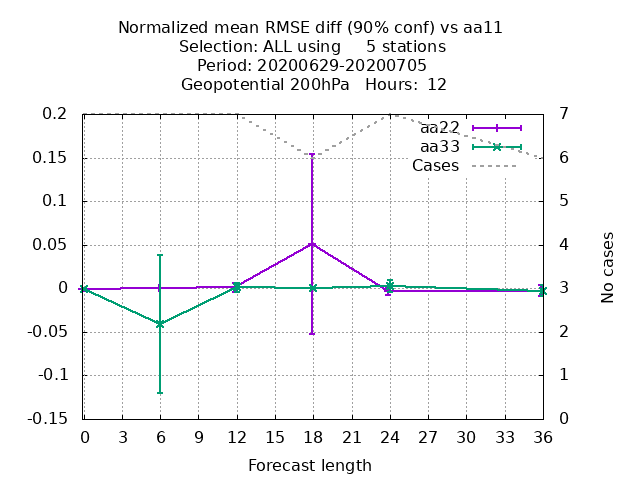 Normalized mean RMSE diff (90% conf) vs aa11
Selection: ALL using     5 stations
Period: 20200629-20200705
Geopotential 200hPa   Hours:  12
0.2
0.15
0.1
0.05
0
-0.05
-0.1
-0.15
7
6
5
4
3
2
1
0
aa22
aa33
Cases
No cases
0 3 6 9 12 15 18 21 24 27 30 33 36
Forecast length